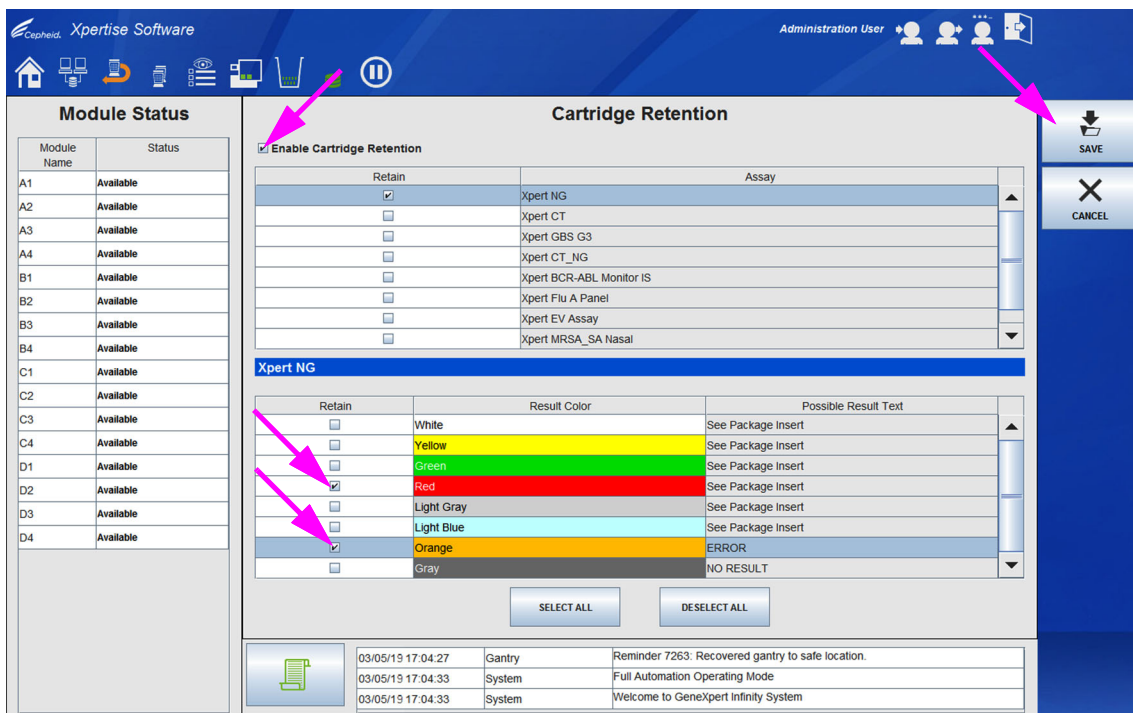 Cepheid. Xpertise Software
Administration User
Module Status
Module Name Status
A1 Available
A2 Available
A3 Available
A4 Available
B1 Available
B2 Available
B3 Available
B4 Available
C1 Available
C2 Available
C3 Available
C4 Available
D1 Available
D2 Available
D3 Available
D4 Available
Cartridge Retention
Enable Cartridge Retention
Retain Assay
Xpert NG
Xpert CT
Xpert GBS G3
Xpert CT_NG
Xpert BCR-ABL Monitor IS
Xpert Flu A Panel
Xpert EV Assay
Xpert MRSA_SA Nasal
Xpert NG
Retain Result Color Possible Result Text
White See Package Insert
Yellow See Package Insert
Green See Package Insert
Red See Package Insert
Light Gray See Package Insert
Light Blue See Package Insert
Orange ERROR
Gray NO RESULT
SELECT ALL DESELECT ALL
03/05/19 17:04:27 Gantry Reminder 7263: Recovered gantry to safe location.
03/05/19 17:04:33 System Full Automation Operating Mode
03/05/19 17:04:33 System Welcome to GeneXpert Infinity System
SAVE
CANCEL